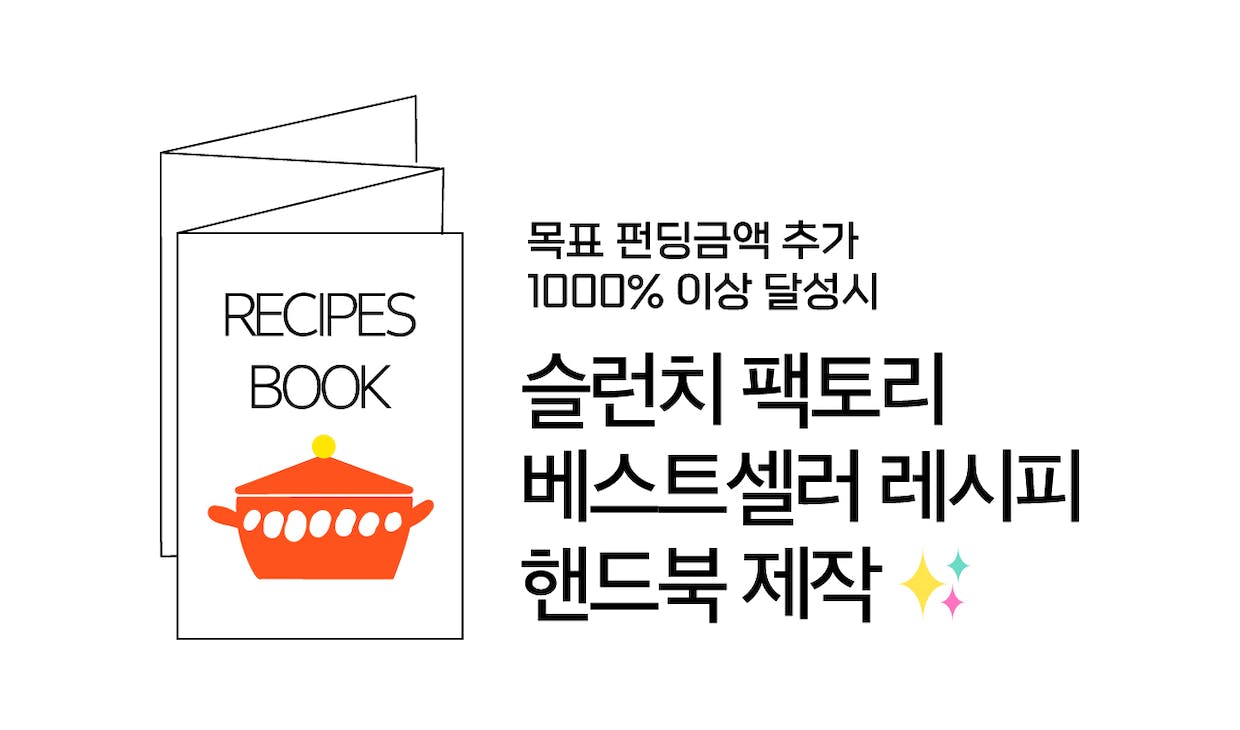 RECIPES
BOOK
목표 펀딩금액 추가
1000% 이상 달성시
슬런치 팩토리
베스트셀러 레시피
핸드북 제작